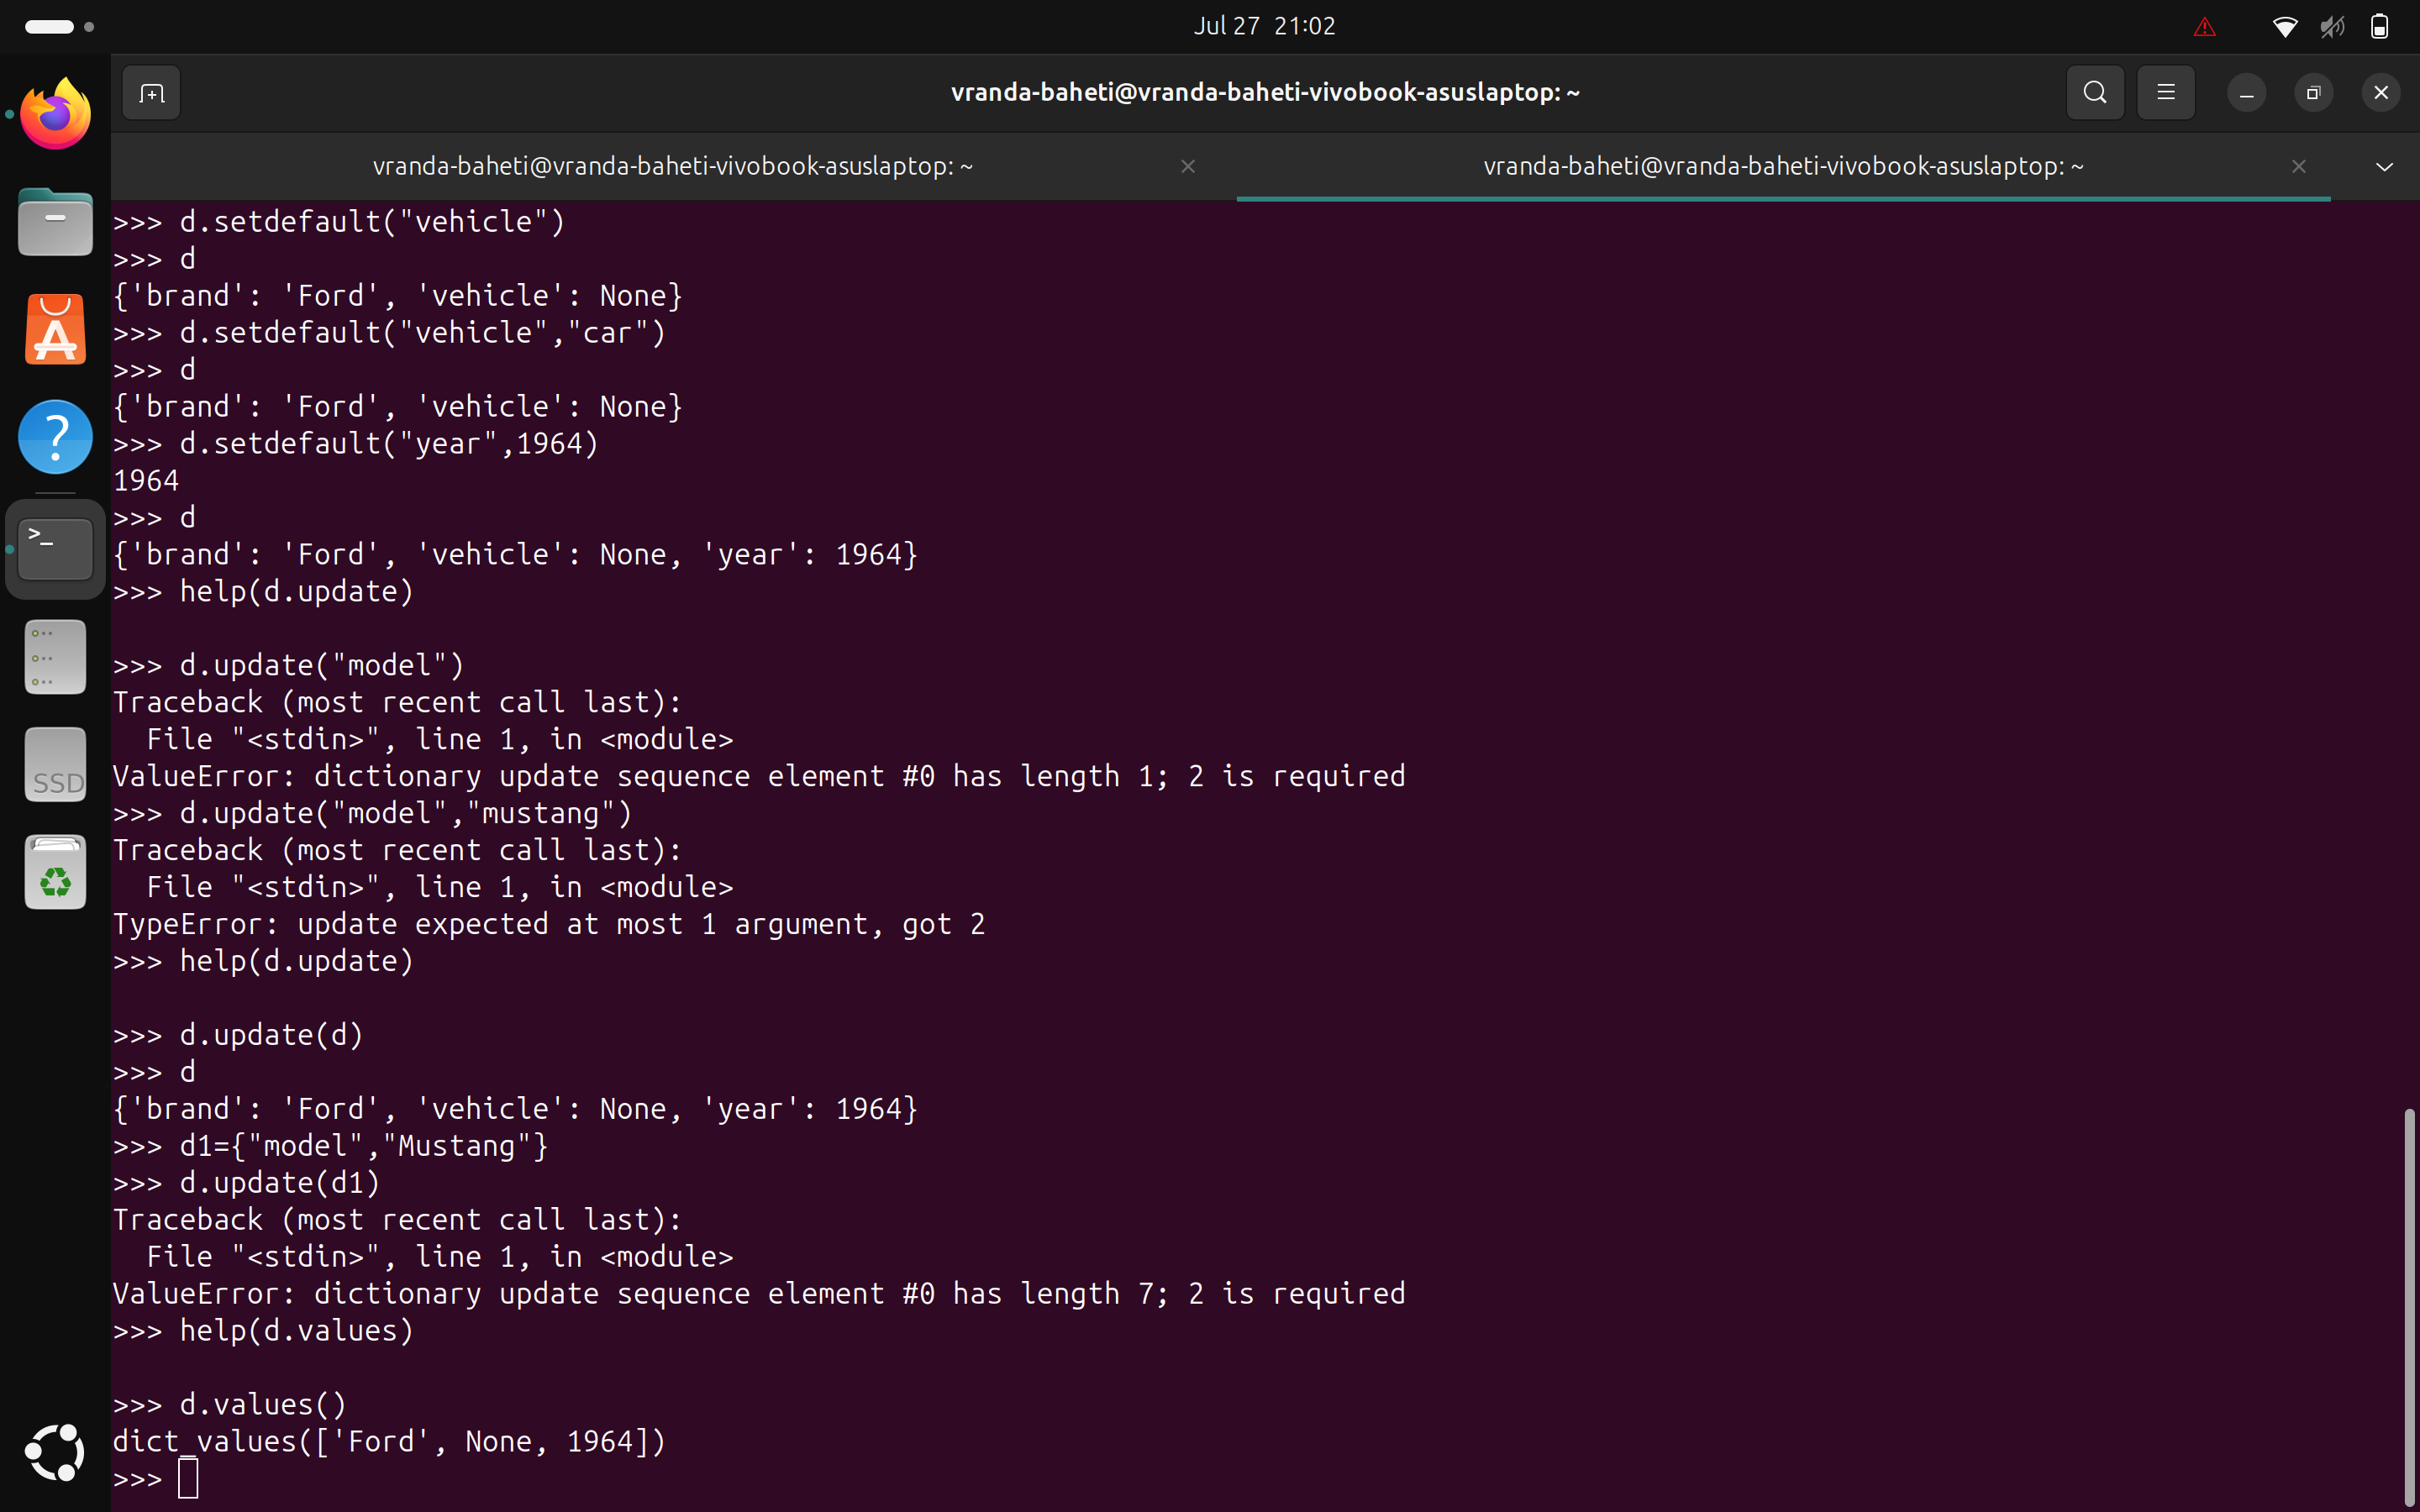 Jul 27 21:02
vranda-baheti@vranda-baheti-vivobook-asuslaptop: ~
vranda-baheti@vranda-baheti-vivobook-asuslaptop: ~
vranda-baheti@vranda-baheti-vivobook-asuslaptop: ~
>>> d.setdefault("vehicle")
>>> d
{'brand': 'Ford', 'vehicle': None}
>>> d.setdefault("vehicle","car")
>>> d
{'brand': 'Ford', 'vehicle': None}
>>> d.setdefault("year",1964)
1964
>>> d
{'brand': 'Ford', 'vehicle': None, 'year': 1964}
>>> help(d.update)
>>> d.update("model")
Traceback (most recent call last):
  File "<stdin>", line 1, in <module>
ValueError: dictionary update sequence element #0 has length 1; 2 is required
>>> d.update("model","mustang")
Traceback (most recent call last):
  File "<stdin>", line 1, in <module>
TypeError: update expected at most 1 argument, got 2
>>> help(d.update)
>>> d.update(d)
>>> d
{'brand': 'Ford', 'vehicle': None, 'year': 1964}
>>> d1={"model","Mustang"}
>>> d.update(d1)
Traceback (most recent call last):
  File "<stdin>", line 1, in <module>
ValueError: dictionary update sequence element #0 has length 7; 2 is required
>>> help(d.values)
>>> d.values()
dict_values(['Ford', None, 1964])
>>>
SSD